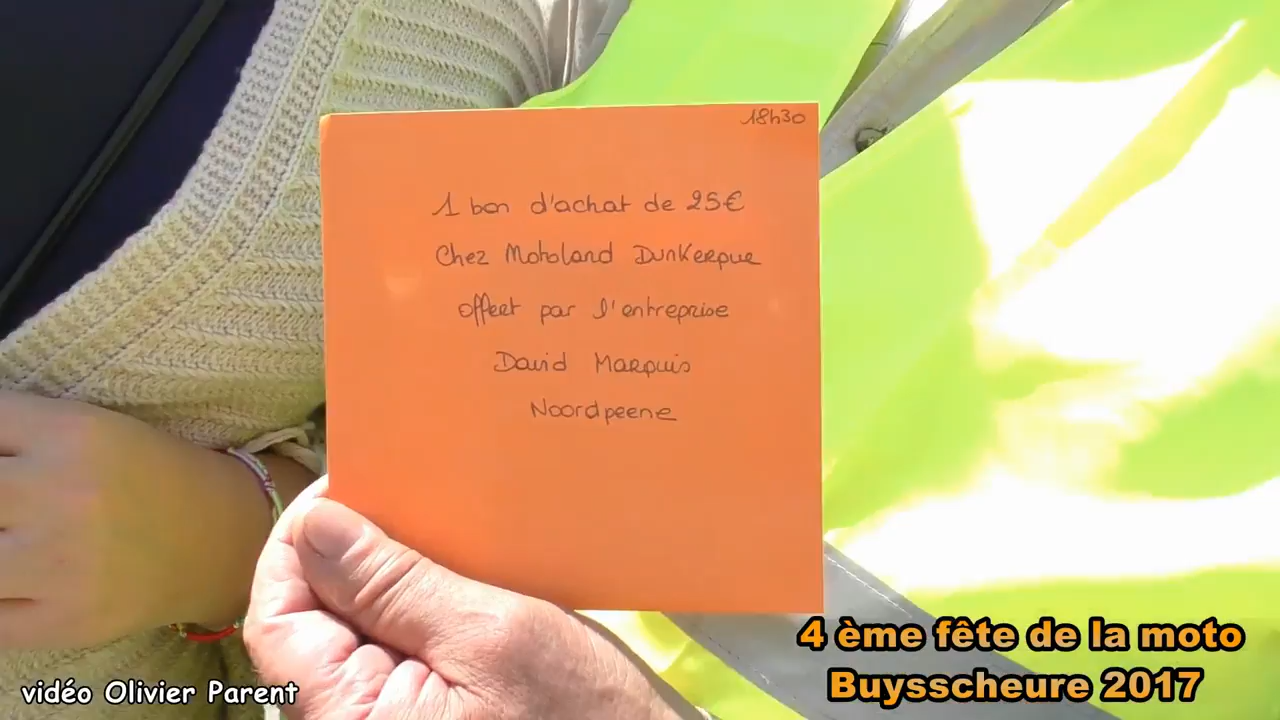 18h30
1 bon d'achat de 25€
Chez Motoland Dunkerque
offert par l'entreprise
David Marquis
Noordpeene
4 ème fête de la moto
Buysscheure 2017
vidéo Olivier Parent